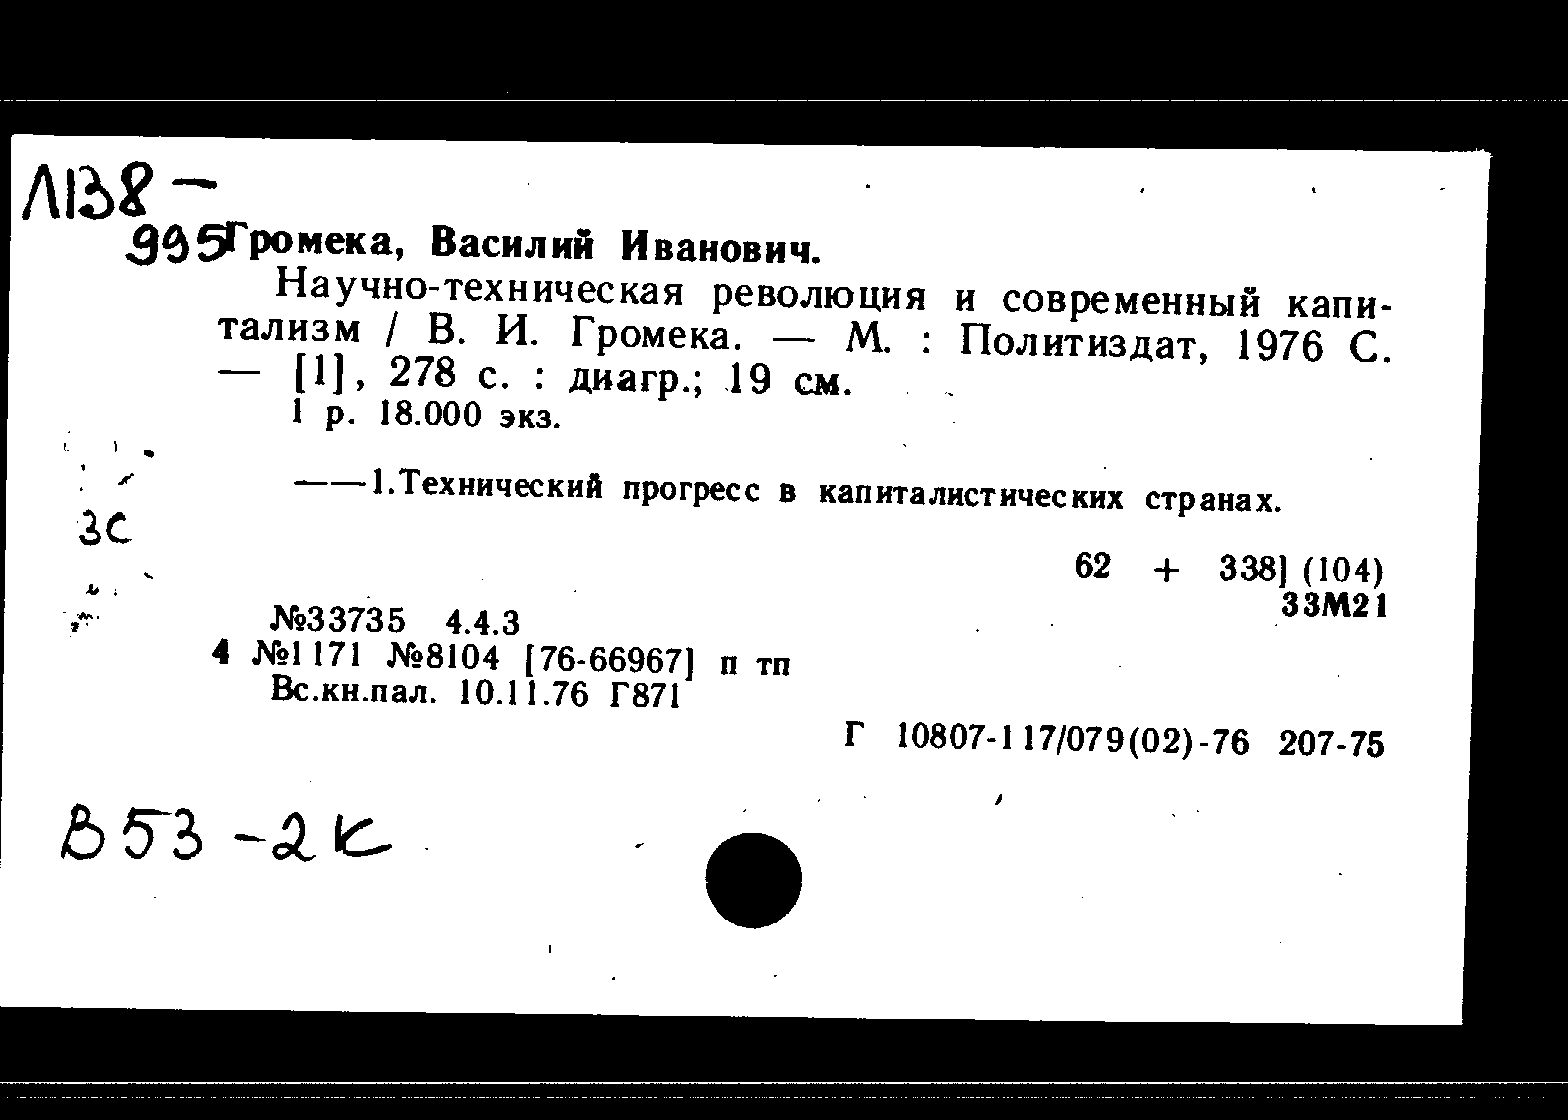 Л138-
995
Громека, Василий Иванович.
Научно-техническая революция и современный капи-
тализм / В. И. Громека. — М. : Политиздат, 1976 С.
— [1], 278 с. : диагр.; 19 см.
1 р. 18.000 экз.
——1.Технический прогресс в капиталистических странах.
3С
62 + 338] (104)
33М21
№33735 4.4.3
4 №1171 №8104 [76-66967] п тп
Вс.кн.пал. 10.11.76 Г871
Г 10807-117/079(02)-76 207-75
В53-2К